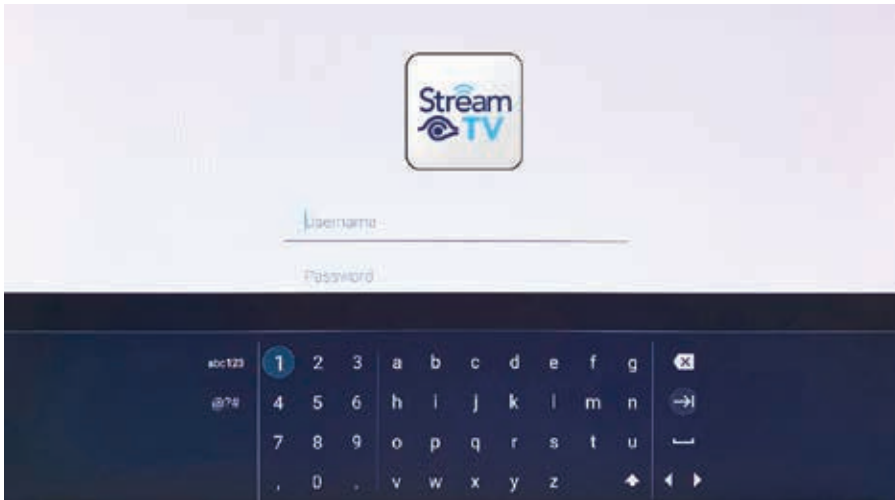 Stream
TV
Username
Password
abc123 1 2 3 a b c d e f g
@?# 4 5 6 h i j k l m n
7 8 9 o p q r s t u
, 0 . v w x y z